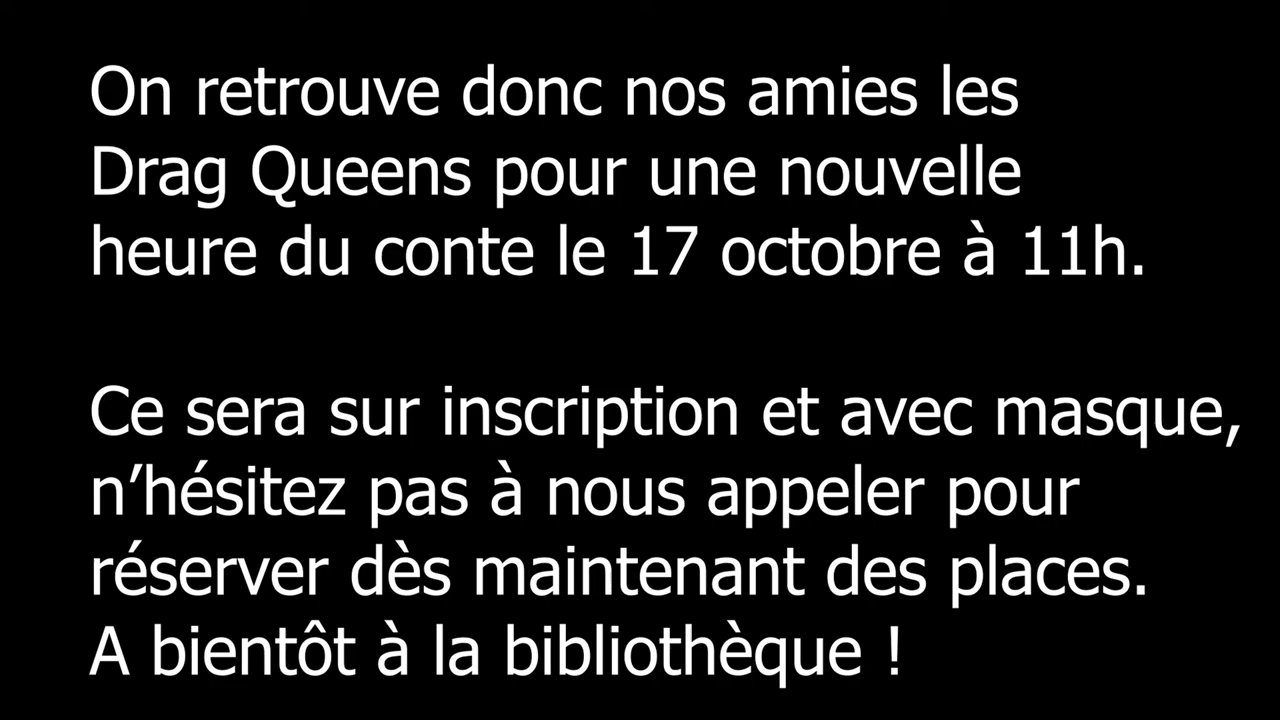 On retrouve donc nos amies les
Drag Queens pour une nouvelle
heure du conte le 17 octobre à 11h.
Ce sera sur inscription et avec masque,
n’hésitez pas à nous appeler pour
réserver dès maintenant des places.
A bientôt à la bibliothèque !